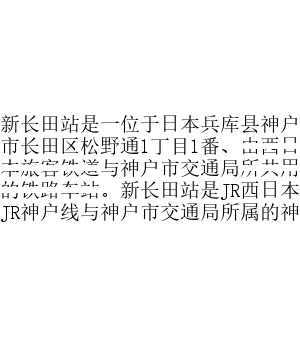 新长田站是一位于日本兵库县神户
市长田区松野通1丁目1番、由西日
本旅客铁道与神户市交通局所共用
的铁路车站。新长田站是JR西日本
JR神户线与神户市交通局所属的神